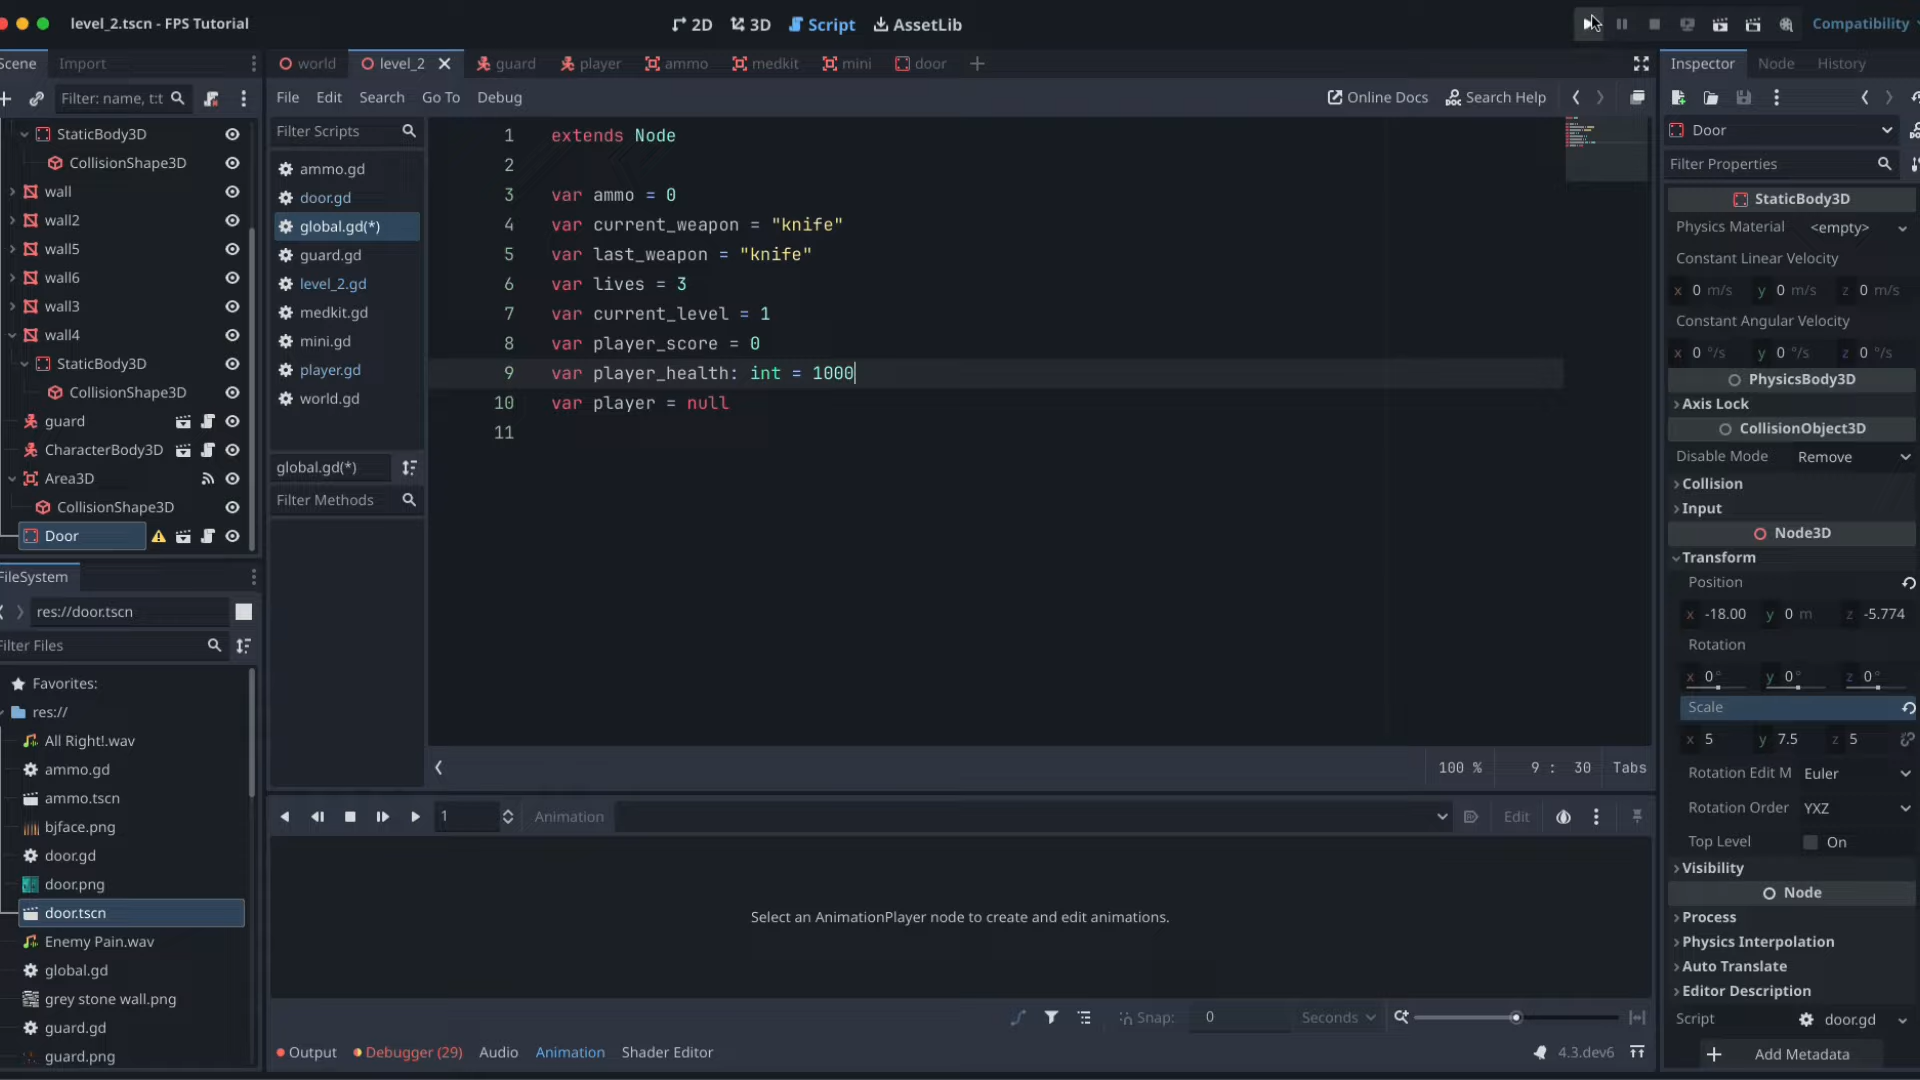 level_2.tscn - FPS Tutorial
2D
3D
Script
AssetLib
Compatibility
Scene
Import
Filter: name, t:t
StaticBody3D
CollisionShape3D
wall
wall2
wall5
wall6
wall3
wall4
StaticBody3D
CollisionShape3D
guard
CharacterBody3D
Area3D
CollisionShape3D
Door
FileSystem
res://door.tscn
Filter Files
Favorites:
res://
All Right!.wav
ammo.gd
ammo.tscn
bjface.png
door.gd
door.png
door.tscn
Enemy Pain.wav
global.gd
grey stone wall.png
guard.gd
guard.png
world
level_2
guard
player
ammo
medkit
mini
door
File
Edit
Search
Go To
Debug
Online Docs
Search Help
Filter Scripts
ammo.gd
door.gd
global.gd(*)
guard.gd
level_2.gd
medkit.gd
mini.gd
player.gd
world.gd
global.gd(*)
Filter Methods
1 extends Node
2
3 var ammo = 0
4 var current_weapon = "knife"
5 var last_weapon = "knife"
6 var lives = 3
7 var current_level = 1
8 var player_score = 0
9 var player_health: int = 1000
10 var player = null
11
100 %
9 : 30
Tabs
1
Animation
Edit
Select an AnimationPlayer node to create and edit animations.
Snap:
0
Seconds
Output
Debugger (29)
Audio
Animation
Shader Editor
4.3.dev6
Inspector
Node
History
Door
Filter Properties
StaticBody3D
Physics Material
<empty>
Constant Linear Velocity
x 0 m/s y 0 m/s z 0 m/s
Constant Angular Velocity
x 0 °/s y 0 °/s z 0 °/s
PhysicsBody3D
Axis Lock
CollisionObject3D
Disable Mode
Remove
Collision
Input
Node3D
Transform
Position
x -18.00 y 0 m z -5.774
Rotation
x 0° y 0° z 0°
Scale
x 5 y 7.5 z 5
Rotation Edit M
Euler
Rotation Order
YXZ
Top Level
On
Visibility
Node
Process
Physics Interpolation
Auto Translate
Editor Description
Script
door.gd
Add Metadata